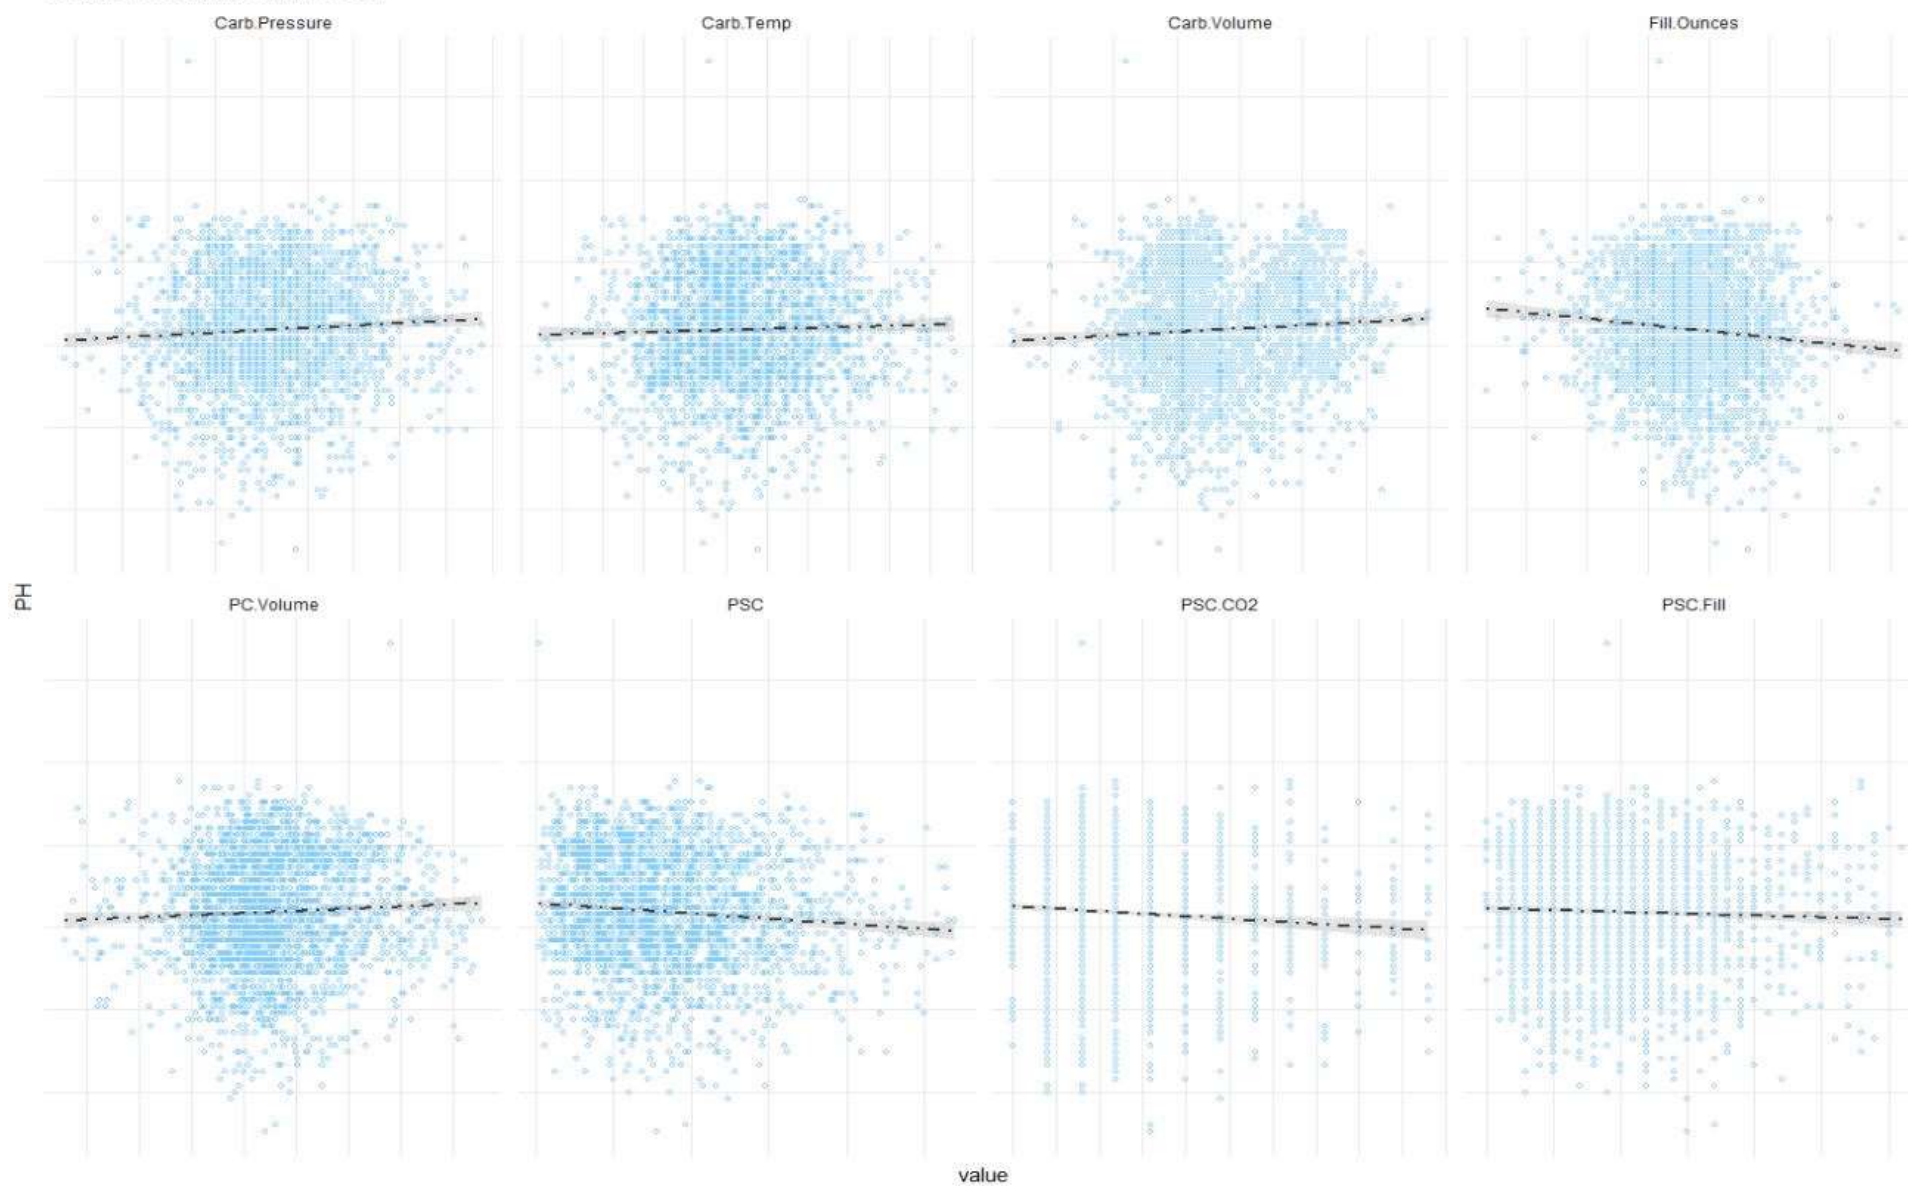 Carb.Pressure Carb.Temp Carb.Volume Fill.Ounces
PH
PC.Volume PSC PSC.CO2 PSC.Fill
value